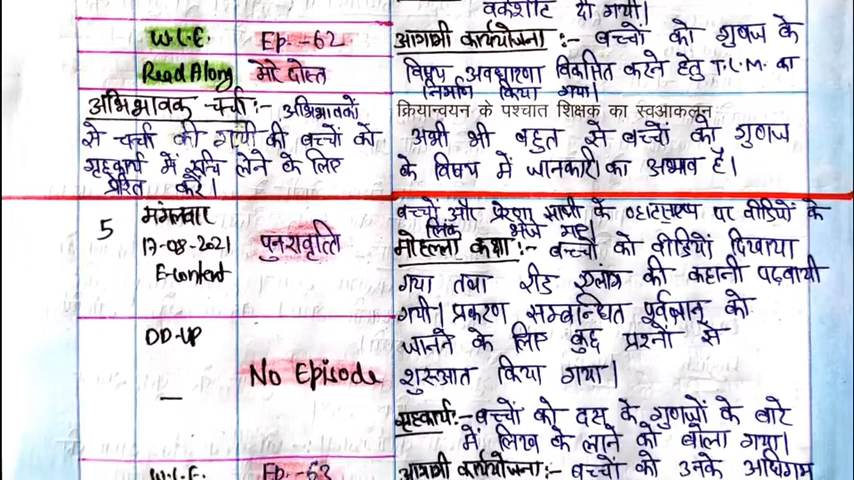 वर्कशीट दी गयी।
W.L.E. Ep.-62
आगामी कार्ययोजना :- बच्चों को गुणज के
Read Along मेरे दोस्त
विषय अवधारणा विकसित करने हेतु T.L.M. का
निर्माण किया गया।
अभिभावक चर्चा :- अभिभावकों
से चर्चा की गयी की बच्चों को
गृहकार्य में रूचि लेने के लिए
प्रेरित करें।
क्रियान्वयन के पश्चात शिक्षक का स्वआकलन
अभी भी बहुत से बच्चों को गुणज
के विषय में जानकारी का अभाव है।
5 मंगलवार
17-08-2021
E-content
पुनरावृत्ति
बच्चों और प्रेरणा साथी के व्हाट्सएप्प पर वीडियों के
लिंक भेजे गए।
मोहल्ला कक्षा :- बच्चों को वीडियों दिखाया
गया तथा रीड एलंग की कहानी पढ़वायी
गयी। प्रकरण सम्बन्धित पूर्वज्ञान को
जानने के लिए कुछ प्रश्नों से
शुरुआत किया गया।
DD-UP
No Episode
—
गृहकार्य :- बच्चों को दस के गुणजों के बारे
में लिख के लाने को बोला गया।
W.L.E. Ep.-63
आगामी कार्ययोजना :- बच्चों को उनके अधिगम